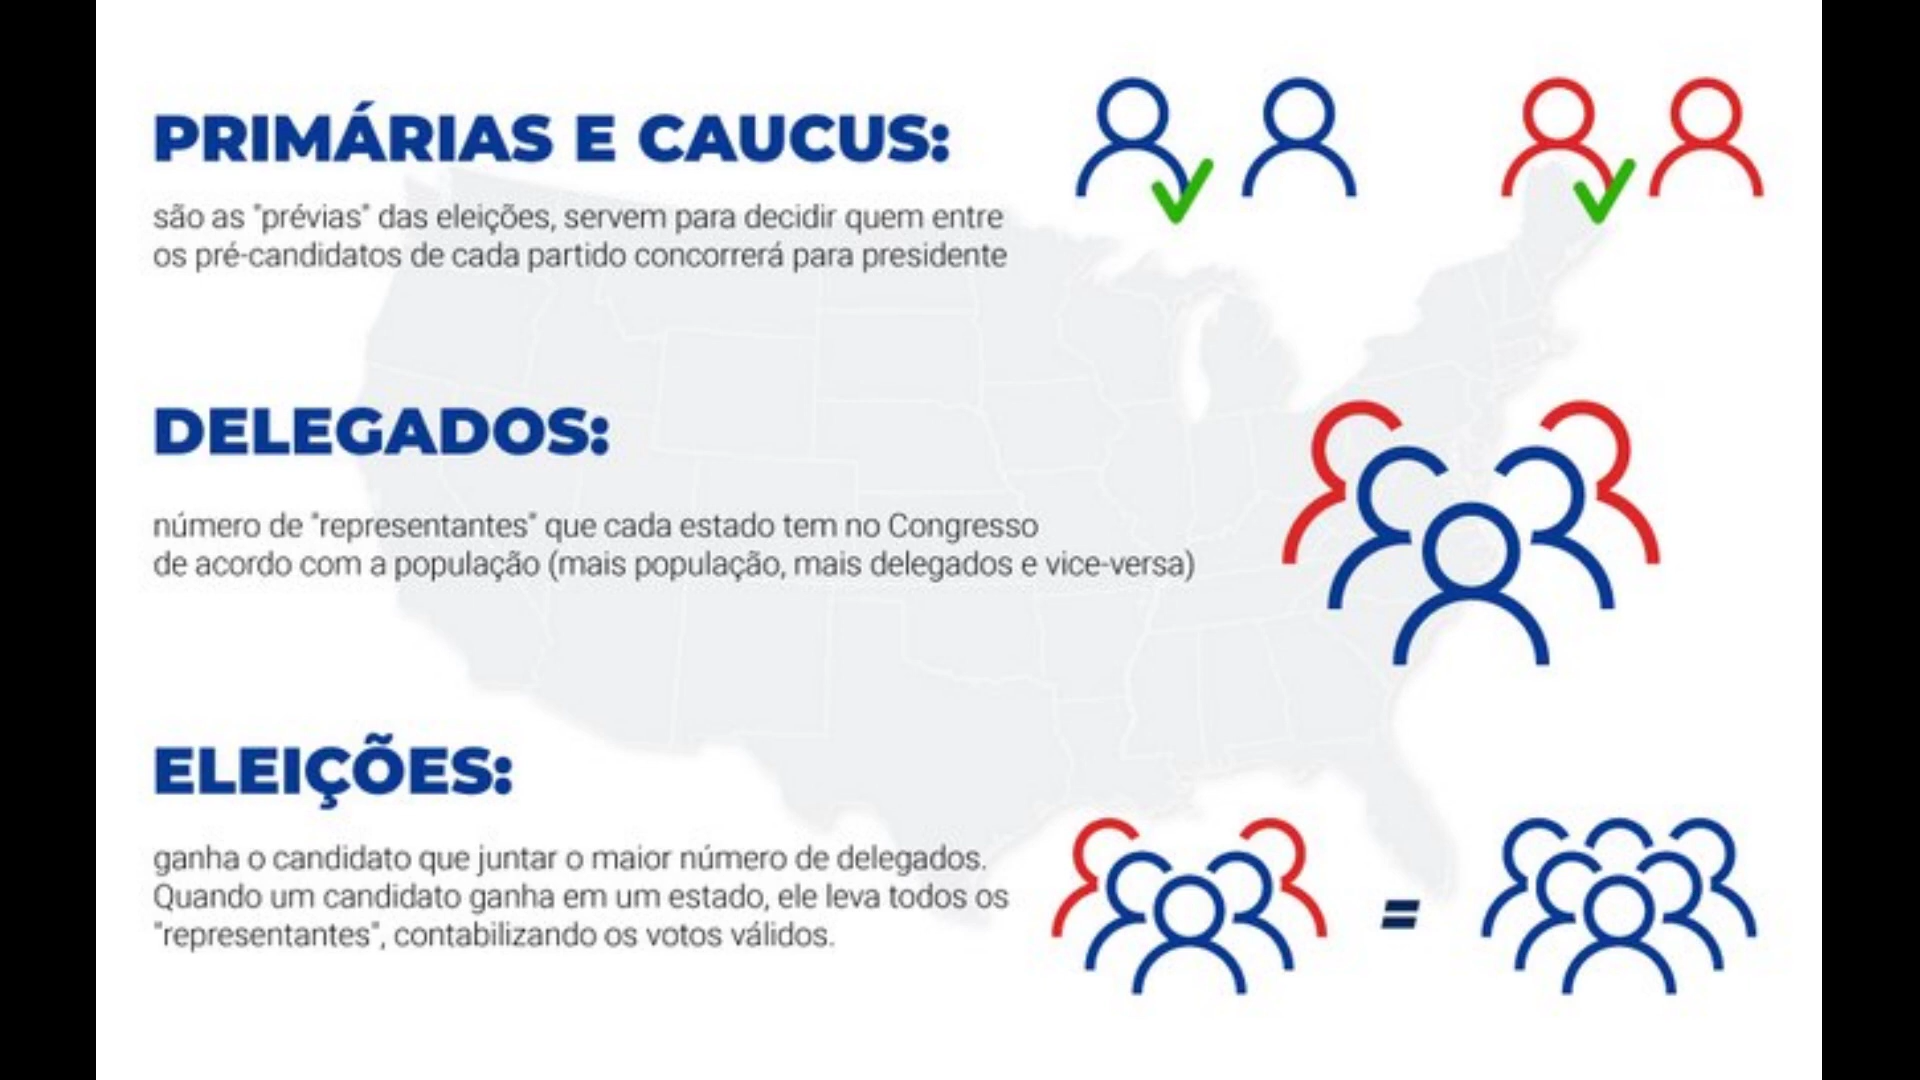 PRIMÁRIAS E CAUCUS:
são as "prévias" das eleições, servem para decidir quem entre
os pré-candidatos de cada partido concorrerá para presidente
DELEGADOS:
número de "representantes" que cada estado tem no Congresso
de acordo com a população (mais população, mais delegados e vice-versa)
ELEIÇÕES:
ganha o candidato que juntar o maior número de delegados.
Quando um candidato ganha em um estado, ele leva todos os
"representantes", contabilizando os votos válidos.
=